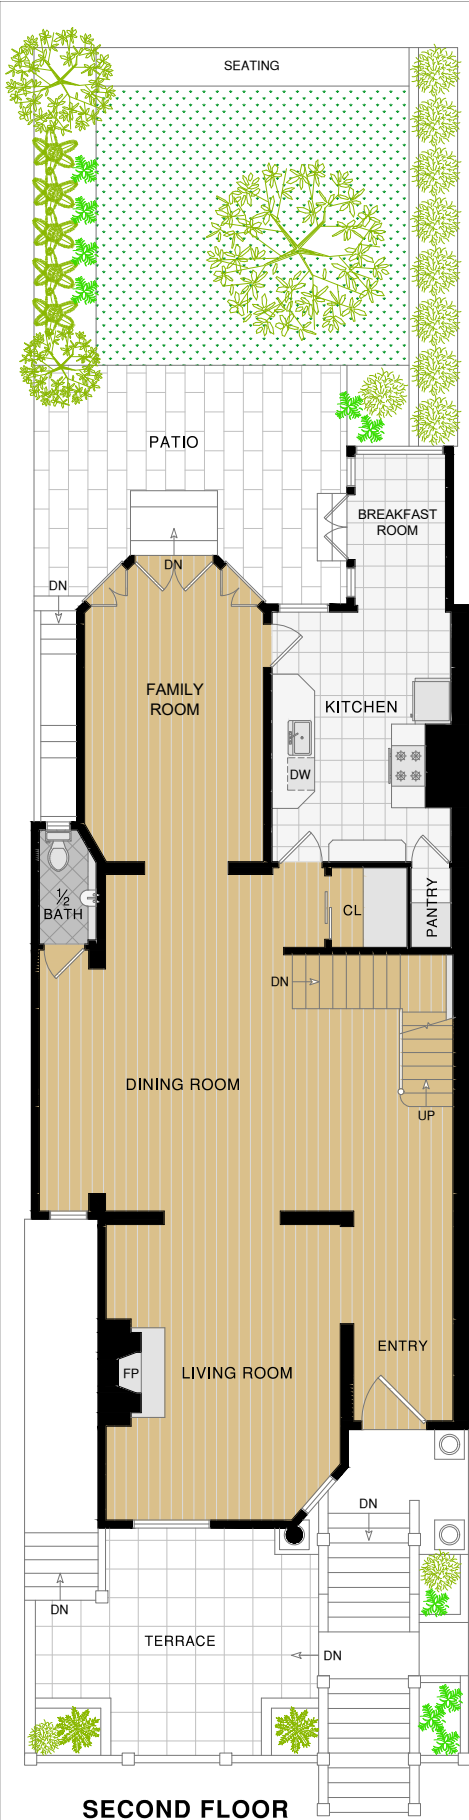 SEATING
PATIO
BREAKFAST
ROOM
DN
DN
FAMILY
ROOM
KITCHEN
DW
1/2
BATH
CL
PANTRY
DN
DINING ROOM
UP
ENTRY
FP
LIVING ROOM
DN
DN
TERRACE
DN
SECOND FLOOR